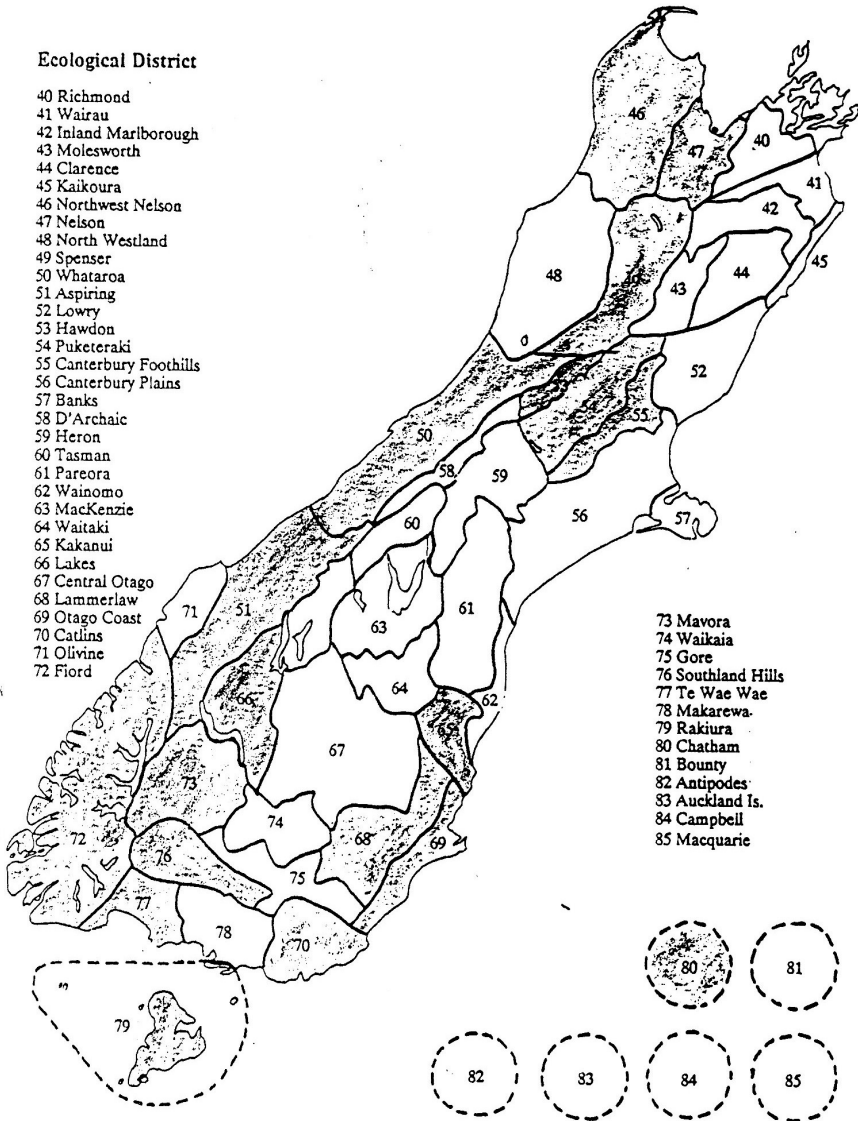 Ecological District
40 Richmond
41 Wairau
42 Inland Marlborough
43 Molesworth
44 Clarence
45 Kaikoura
46 Northwest Nelson
47 Nelson
48 North Westland
49 Spenser
50 Whataroa
51 Aspiring
52 Lowry
53 Hawdon
54 Puketeraki
55 Canterbury Foothills
56 Canterbury Plains
57 Banks
58 D'Archaic
59 Heron
60 Tasman
61 Pareora
62 Wainomo
63 MacKenzie
64 Waitaki
65 Kakanui
66 Lakes
67 Central Otago
68 Lammerlaw
69 Otago Coast
70 Catlins
71 Olivine
72 Fiord
73 Mavora
74 Waikaia
75 Gore
76 Southland Hills
77 Te Wae Wae
78 Makarewa
79 Rakiura
80 Chatham
81 Bounty
82 Antipodes
83 Auckland Is.
84 Campbell
85 Macquarie
46
47
40
41
42
45
44
43
48
52
53
54
55
50
58
59
56
57
60
51
71
61
63
64
62
66
67
73
74
68
69
72
76
75
77
78
70
79
80
81
82
83
84
85